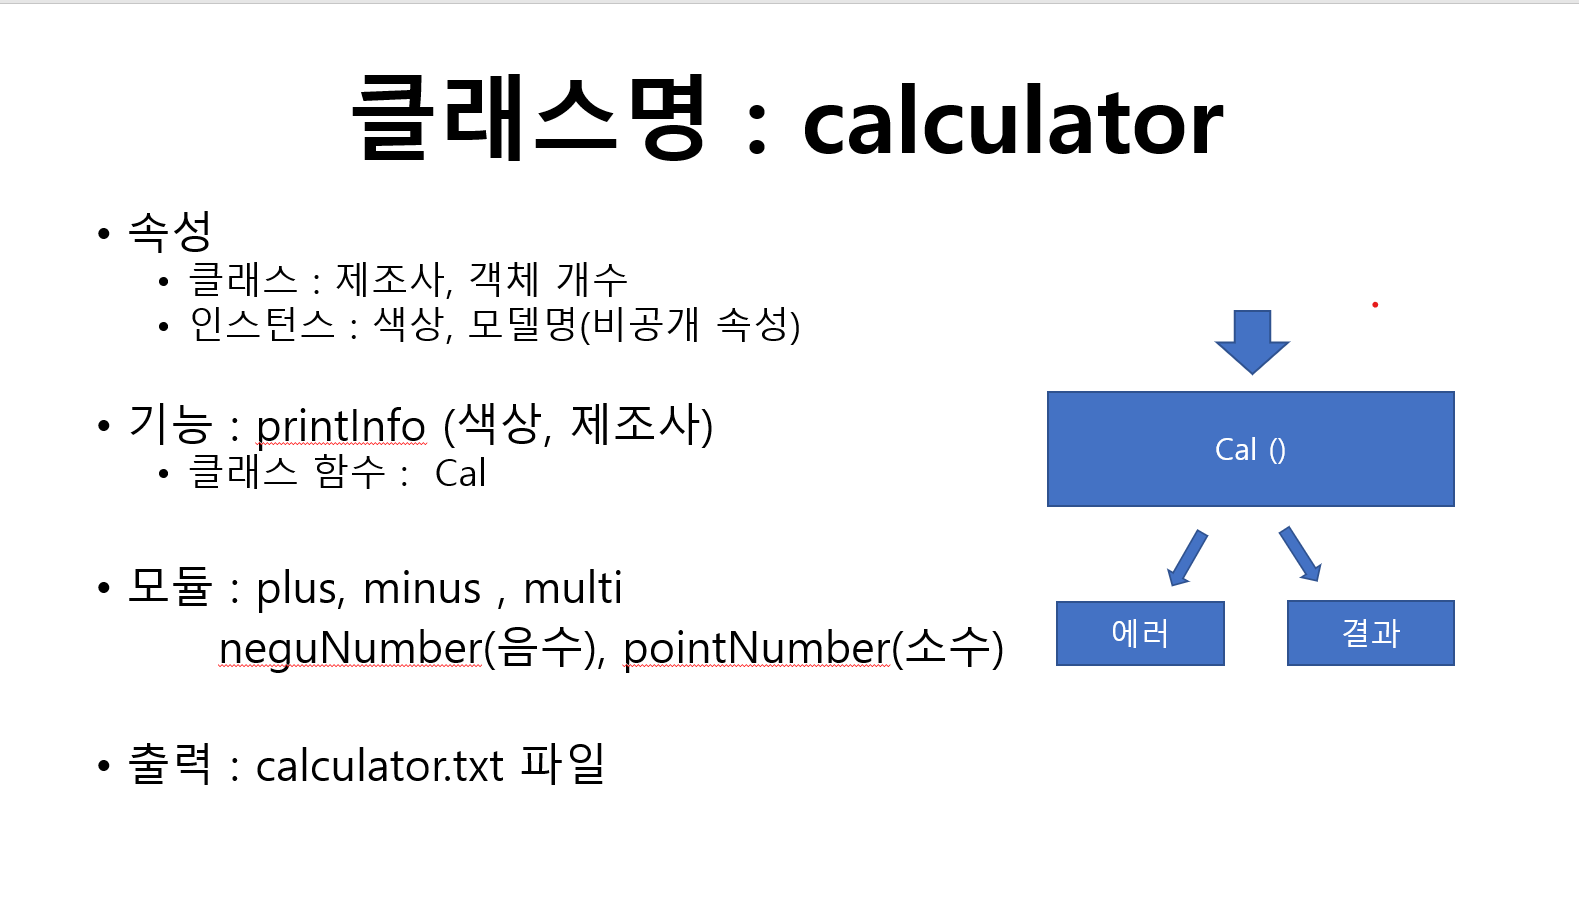 클래스명 : calculator
• 속성
• 클래스 : 제조사, 객체 개수
• 인스턴스 : 색상, 모델명(비공개 속성)
• 기능 : printInfo (색상, 제조사)
• 클래스 함수 : Cal
• 모듈 : plus, minus , multi
neguNumber(음수), pointNumber(소수)
• 출력 : calculator.txt 파일
Cal ()
에러
결과